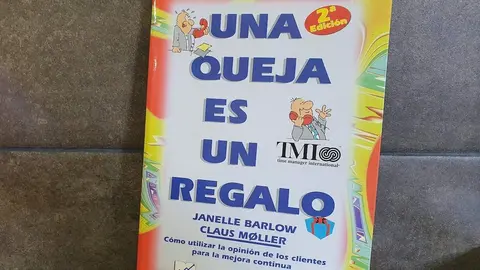 2ª
Edición
UNA
QUEJA
ES
UN
TMI
time manager international
REGALO
JANELLE BARLOW
CLAUS MØLLER
Cómo utilizar la opinión de los clientes
para la mejora continua